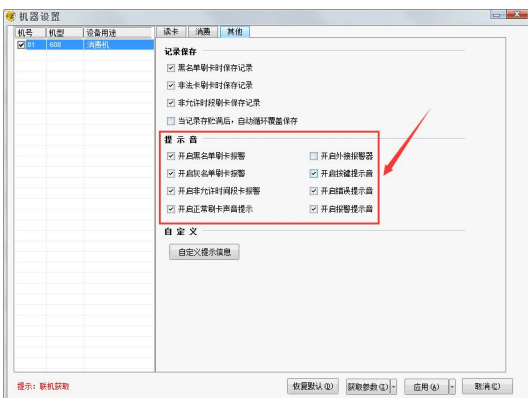 机器设置
机号 机型 设备用途
01 608 消费机
读卡 消费 其他
记录保存
黑名单刷卡时保存记录
非法卡刷卡时保存记录
非允许时段刷卡保存记录
当记录存贮满后，自动循环覆盖保存
提 示 音
开启黑名单刷卡报警 开启外接报警器
开启灰名单刷卡报警 开启按键提示音
开启非允许时间段卡报警 开启错误提示音
开启正常刷卡声音提示 开启报警提示音
自 定 义
自定义提示信息
提示: 联机获取
恢复默认(D) 获取参数(I) 应用(A) 取消(C)